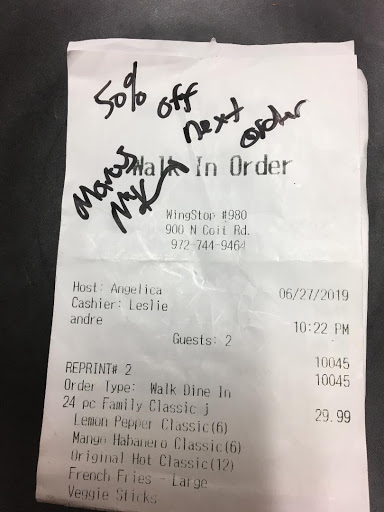 50% off
next
order
Marcus
Walk In Order
WingStop #980
900 N Coit Rd.
972-744-9464
Host: Angelica
06/27/2019
Cashier: Leslie
andre
10:22 PM
Guests: 2
10045
REPRINT# 2
10045
Order Type: Walk Dine In
24 pc Family Classic j
29.99
Lemon Pepper Classic(6)
Mango Habanero Classic(6)
Original Hot Classic(12)
French Fries - Large
Veggie Sticks